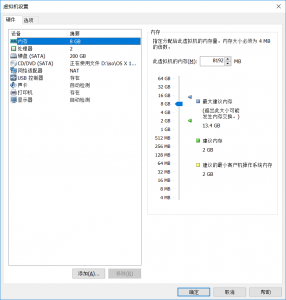 虚拟机设置
硬件 选项
设备 摘要
内存 8 GB
处理器 2
硬盘 (SATA) 200 GB
CD/DVD (SATA) 正在使用文件 D:\iso\OS X 1...
网络适配器 NAT
USB 控制器 存在
声卡 自动检测
打印机 存在
显示器 自动检测
添加(A)... 移除(R)
内存
指定分配给此虚拟机的内存量。内存大小必须为 4 MB
的倍数。
此虚拟机的内存(M): 8192 MB
64 GB
32 GB
16 GB
8 GB
4 GB
2 GB
1 GB
512 MB
256 MB
128 MB
64 MB
32 MB
16 MB
8 MB
4 MB
最大建议内存
(超出此大小可能
发生内存交换。)
13.4 GB
建议内存
2 GB
建议的最小客户机操作系统内存
2 GB
确定 取消 帮助